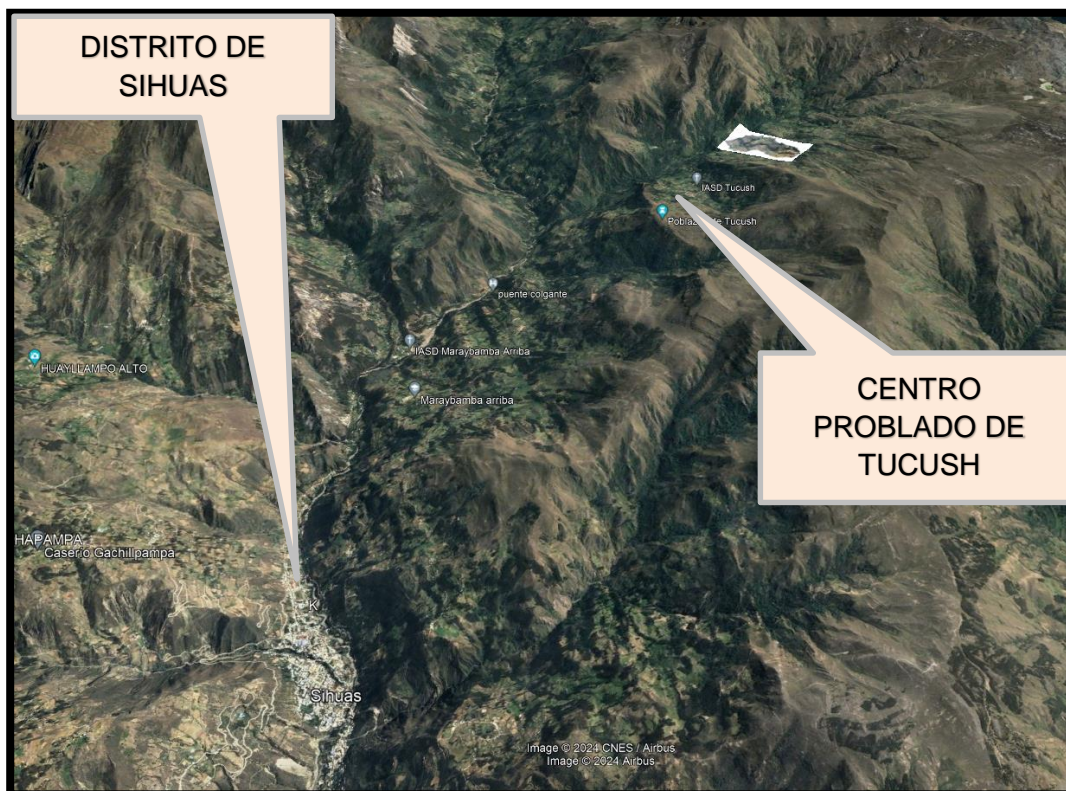 DISTRITO DE
SIHUAS
IASD Tucush
puente colgante
IASD Maraybamba Arriba
HUAYLLAMPO ALTO
Maraybamba arriba
CENTRO
PROBLADO DE
TUCUSH
HAPAMPA
Caserio Gachillpampa
K
Sihuas
Image © 2024 CNES / Airbus
Image © 2024 Airbus